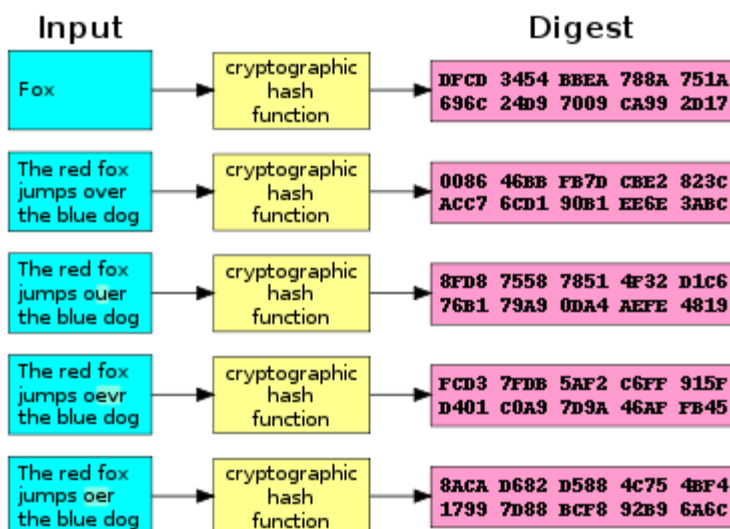 Input
Digest
Fox
cryptographic
hash
function
DFCD 3454 BBEA 788A 751A
696C 24D9 7009 CA99 2D17
The red fox
jumps over
the blue dog
cryptographic
hash
function
0086 46BB FB7D CBE2 823C
ACC7 6CD1 90B1 EE6E 3ABC
The red fox
jumps ouer
the blue dog
cryptographic
hash
function
8FD8 7558 7851 4F32 D1C6
76B1 79A9 0DA4 AEFE 4819
The red fox
jumps oevr
the blue dog
cryptographic
hash
function
FCD3 7FDB 5AF2 C6FF 915F
D401 C0A9 7D9A 46AF FB45
The red fox
jumps oer
the blue dog
cryptographic
hash
function
8ACA D682 D588 4C75 4BF4
1799 7D88 BCF8 92B9 6A6C